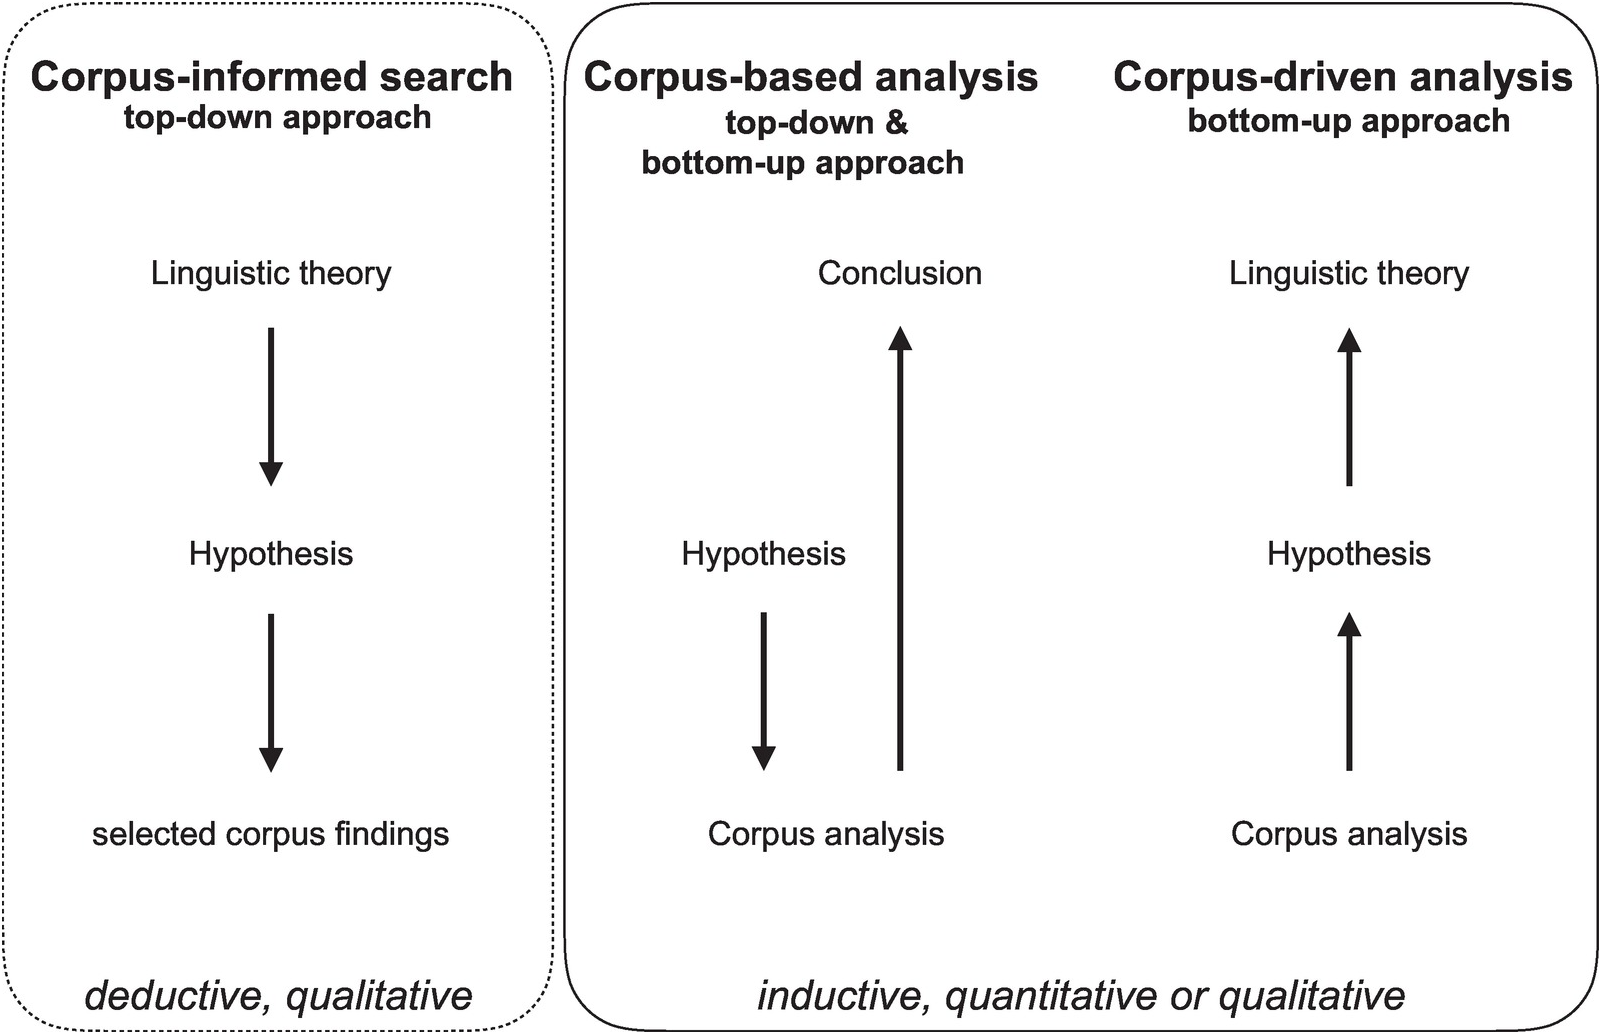 Corpus-informed search
top-down approach
Linguistic theory
Hypothesis
selected corpus findings
deductive, qualitative
Corpus-based analysis
top-down &
bottom-up approach
Conclusion
Hypothesis
Corpus analysis
Corpus-driven analysis
bottom-up approach
Linguistic theory
Hypothesis
Corpus analysis
inductive, quantitative or qualitative